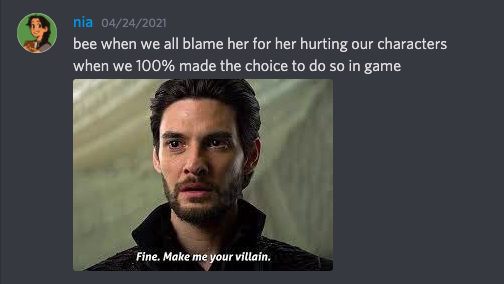 nia 04/24/2021
bee when we all blame her for her hurting our characters
when we 100% made the choice to do so in game
Fine. Make me your villain.